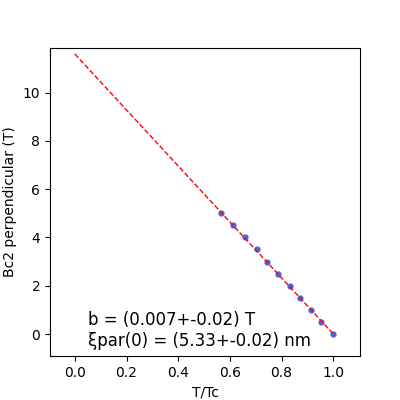 Bc2 perpendicular (T)
10
8
6
4
2
0
b = (0.007+-0.02) T
ξpar(0) = (5.33+-0.02) nm
0.0 0.2 0.4 0.6 0.8 1.0
T/Tc